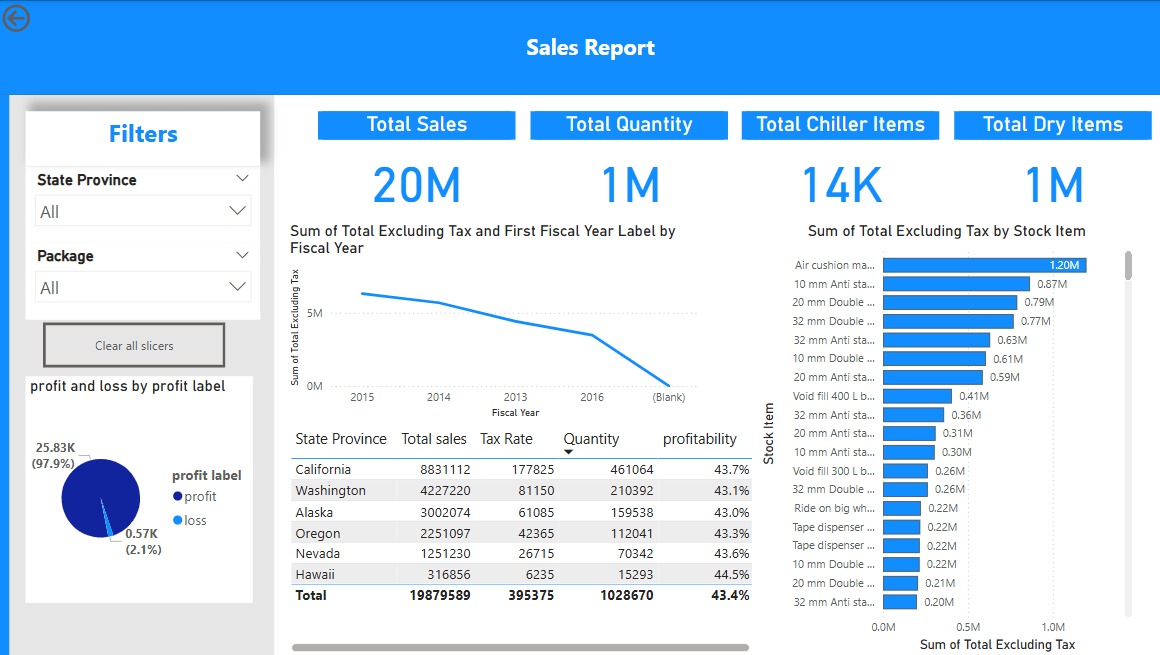 Sales Report
Filters
State Province
All
Package
All
Clear all slicers
profit and loss by profit label
25.83K
(97.9%)
0.57K
(2.1%)
profit label
profit
loss
Total Sales
20M
Total Quantity
1M
Total Chiller Items
14K
Total Dry Items
1M
Sum of Total Excluding Tax and First Fiscal Year Label by
Fiscal Year
Sum of Total Excluding Tax
5M
0M
2015 2014 2013 2016 (Blank)
Fiscal Year
State Province Total sales Tax Rate Quantity profitability
California 8831112 177825 461064 43.7%
Washington 4227220 81150 210392 43.1%
Alaska 3002074 61085 159538 43.0%
Oregon 2251097 42365 112041 43.3%
Nevada 1251230 26715 70342 43.6%
Hawaii 316856 6235 15293 44.5%
Total 19879589 395375 1028670 43.4%
Sum of Total Excluding Tax by Stock Item
Stock Item
Air cushion ma... 1.20M
10 mm Anti sta... 0.87M
20 mm Double ... 0.79M
32 mm Double ... 0.77M
32 mm Anti sta... 0.63M
10 mm Double ... 0.61M
20 mm Anti sta... 0.59M
Void fill 400 L b... 0.41M
32 mm Anti sta... 0.36M
20 mm Anti sta... 0.31M
10 mm Anti sta... 0.30M
Void fill 300 L b... 0.26M
32 mm Double ... 0.26M
Ride on big wh... 0.22M
Tape dispenser ... 0.22M
Tape dispenser ... 0.22M
10 mm Double ... 0.22M
20 mm Double ... 0.21M
32 mm Anti sta... 0.20M
0.0M 0.5M 1.0M
Sum of Total Excluding Tax